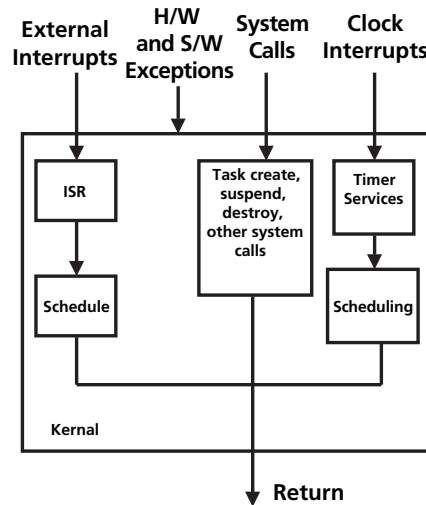 External
Interrupts
H/W
and S/W
Exceptions
System
Calls
Clock
Interrupts
ISR
Task create,
suspend,
destroy,
other system
calls
Timer
Services
Schedule
Scheduling
Kernal
Return